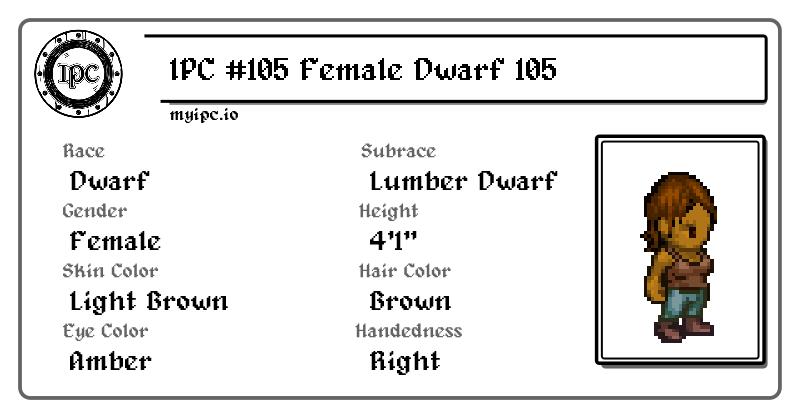 IPC
IPC #105 Female Dwarf 105
myipc.io
Race
Subrace
Dwarf
Lumber Dwarf
Gender
Height
Female
4'1"
Skin Color
Hair Color
Light Brown
Brown
Eye Color
Handedness
Amber
Right